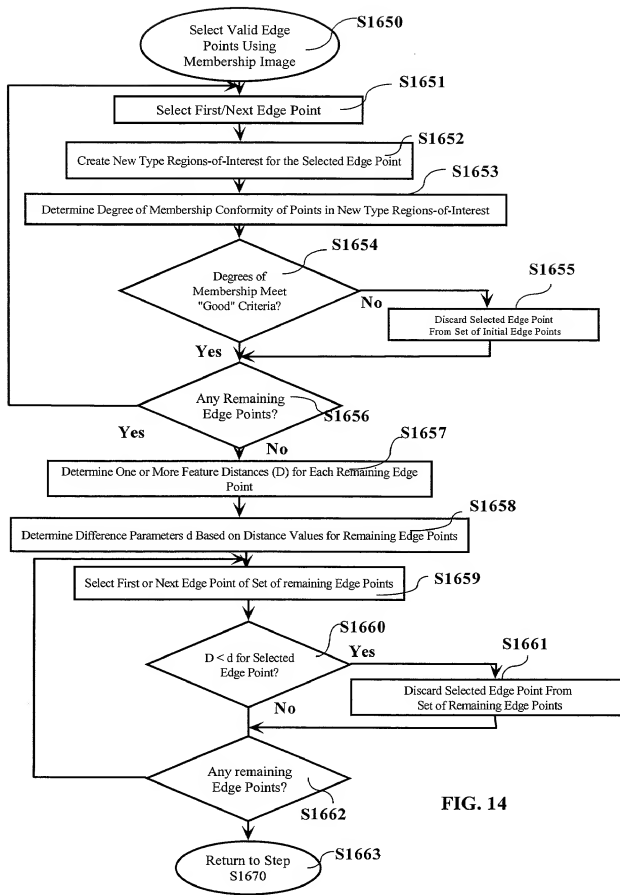 Select Valid Edge
Points Using
Membership Image
S1650
S1651
Select First/Next Edge Point
S1652
Create New Type Regions-of-Interest for the Selected Edge Point
S1653
Determine Degree of Membership Conformity of Points in New Type Regions-of-Interest
S1654
Degrees of
Membership Meet
"Good" Criteria?
No
S1655
Discard Selected Edge Point
From Set of Initial Edge Points
Yes
Any Remaining
Edge Points?
S1656
Yes
No
S1657
Determine One or More Feature Distances (D) for Each Remaining Edge
Point
S1658
Determine Difference Parameters d Based on Distance Values for Remaining Edge Points
Select First or Next Edge Point of Set of remaining Edge Points
S1659
S1660
D < d for Selected
Edge Point?
Yes
S1661
Discard Selected Edge Point From
Set of Remaining Edge Points
No
Any remaining
Edge Points?
S1662
FIG. 14
Return to Step
S1670
S1663